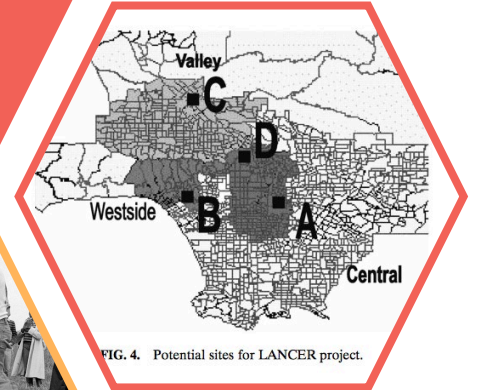 Valley
C
D
Westside
B
A
Central
FIG. 4. Potential sites for LANCER project.